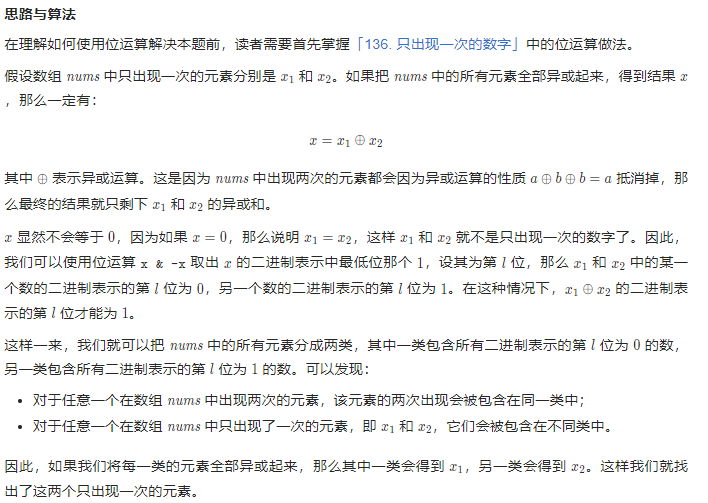 思路与算法
在理解如何使用位运算解决本题前，读者需要首先掌握「136. 只出现一次的数字」中的位运算做法。
假设数组 nums 中只出现一次的元素分别是 x₁ 和 x₂。如果把 nums 中的所有元素全部异或起来，得到结果 x
，那么一定有：
x = x₁ ⊕ x₂
其中 ⊕ 表示异或运算。这是因为 nums 中出现两次的元素都会因为异或运算的性质 a ⊕ b ⊕ b = a 抵消掉，那
么最终的结果就只剩下 x₁ 和 x₂ 的异或和。
x 显然不会等于 0，因为如果 x = 0，那么说明 x₁ = x₂，这样 x₁ 和 x₂ 就不是只出现一次的数字了。因此，
我们可以使用位运算 x & -x 取出 x 的二进制表示中最低位那个 1，设其为第 l 位，那么 x₁ 和 x₂ 中的某一
个数的二进制表示的第 l 位为 0，另一个数的二进制表示的第 l 位为 1。在这种情况下，x₁ ⊕ x₂ 的二进制表
示的第 l 位才能为 1。
这样一来，我们就可以把 nums 中的所有元素分成两类，其中一类包含所有二进制表示的第 l 位为 0 的数，
另一类包含所有二进制表示的第 l 位为 1 的数。可以发现：
• 对于任意一个在数组 nums 中出现两次的元素，该元素的两次出现会被包含在同一类中；
• 对于任意一个在数组 nums 中只出现了一次的元素，即 x₁ 和 x₂，它们会被包含在不同类中。
因此，如果我们将每一类的元素全部异或起来，那么其中一类会得到 x₁，另一类会得到 x₂。这样我们就找
出了这两个只出现一次的元素。